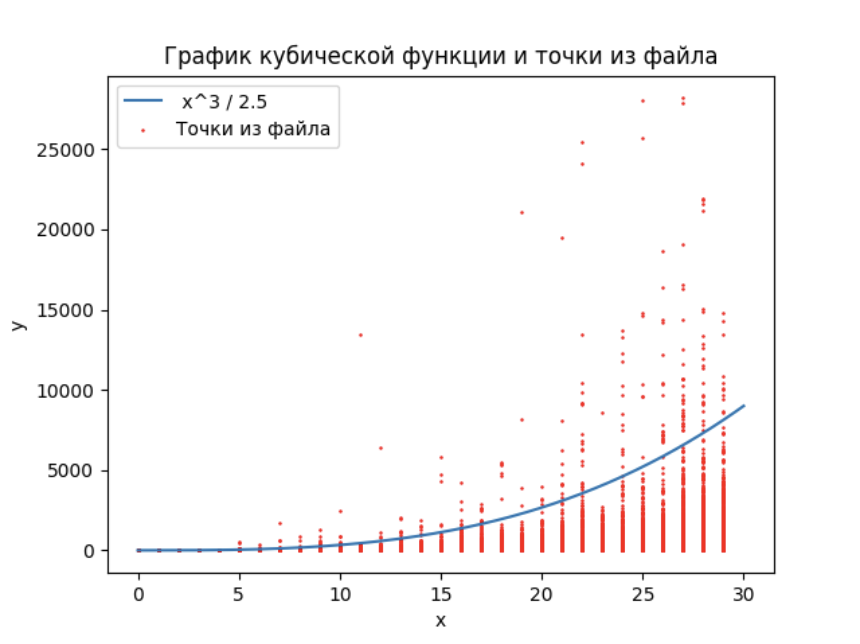 График кубической функции и точки из файла
x^3 / 2.5
Точки из файла
25000
20000
15000
10000
5000
0
y
0 5 10 15 20 25 30
x